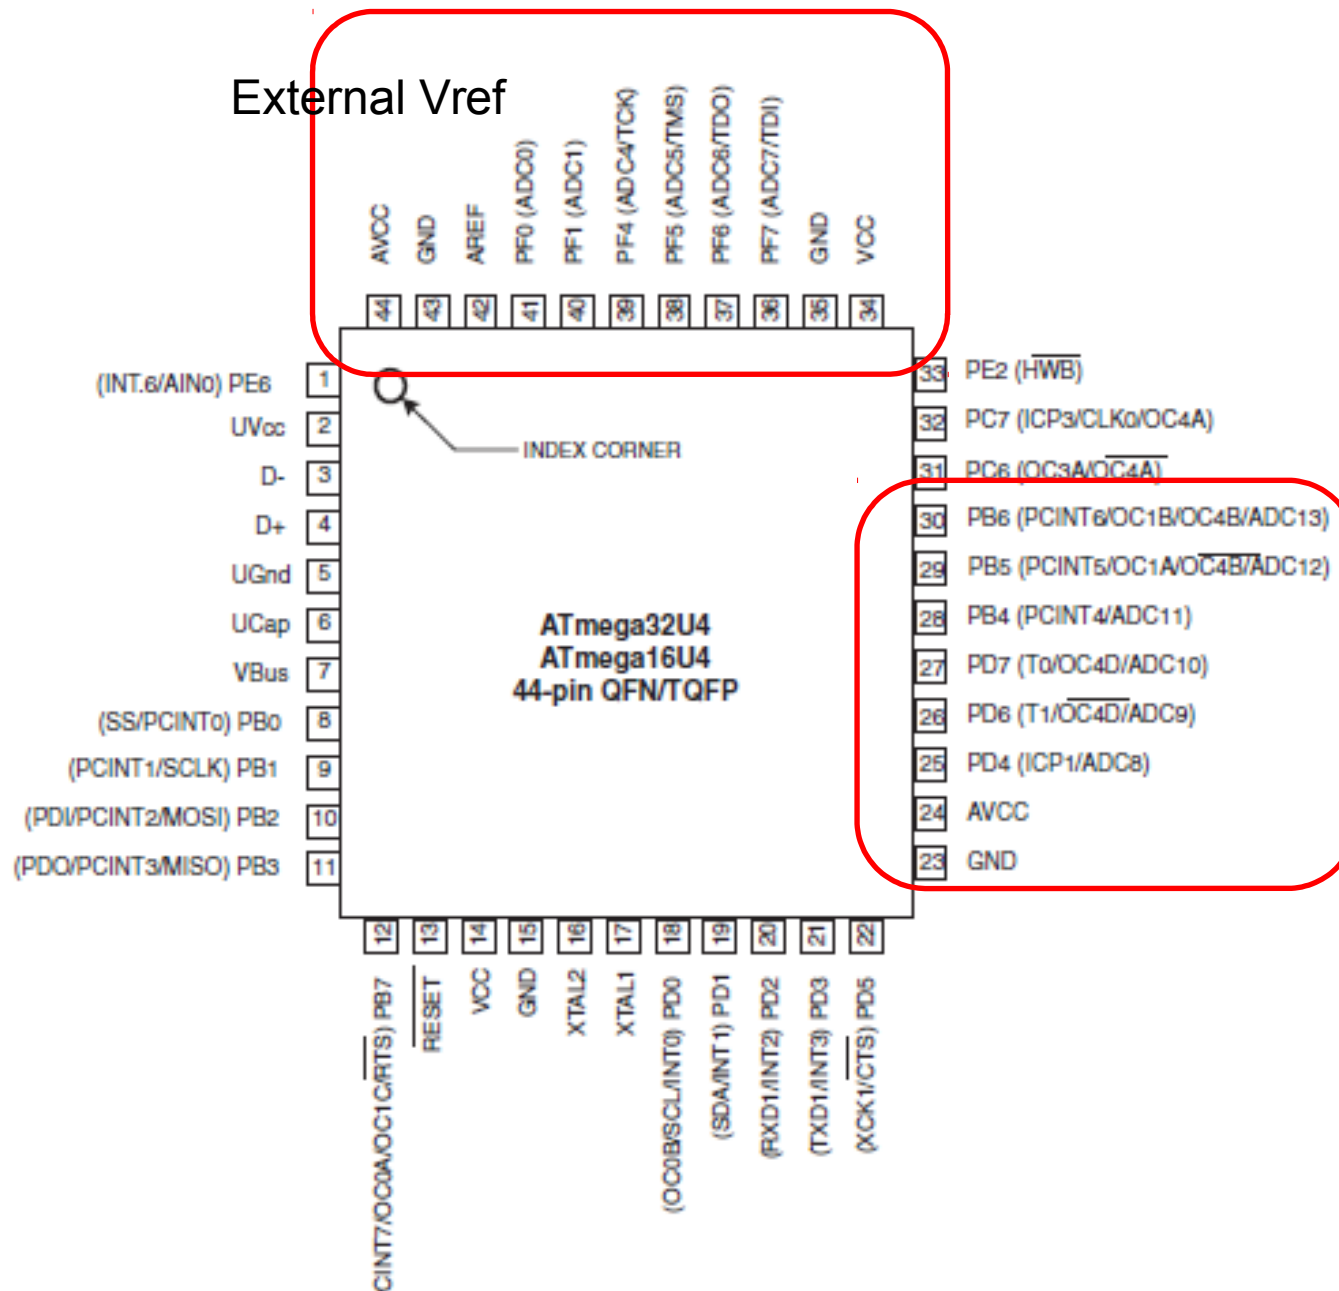 External Vref
AVCC
GND
AREF
PF0 (ADC0)
PF1 (ADC1)
PF4 (ADC4/TCK)
PF5 (ADC5/TMS)
PF6 (ADC6/TDO)
PF7 (ADC7/TDI)
GND
VCC
44
43
42
41
40
39
38
37
36
35
34
(INT.6/AIN0) PE6 1
UVcc 2
D- 3
D+ 4
UGnd 5
UCap 6
VBus 7
(SS/PCINT0) PB0 8
(PCINT1/SCLK) PB1 9
(PDI/PCINT2/MOSI) PB2 10
(PDO/PCINT3/MISO) PB3 11
INDEX CORNER
ATmega32U4
ATmega16U4
44-pin QFN/TQFP
33 PE2 (HWB)
32 PC7 (ICP3/CLK0/OC4A)
31 PC6 (OC3A/OC4A)
30 PB6 (PCINT6/OC1B/OC4B/ADC13)
29 PB5 (PCINT5/OC1A/OC4B/ADC12)
28 PB4 (PCINT4/ADC11)
27 PD7 (T0/OC4D/ADC10)
26 PD6 (T1/OC4D/ADC9)
25 PD4 (ICP1/ADC8)
24 AVCC
23 GND
12
13
14
15
16
17
18
19
20
21
22
CINT7/OC0A/OC1C/RTS) PB7
RESET
VCC
GND
XTAL2
XTAL1
(OC0B/SCL/INT0) PD0
(SDA/INT1) PD1
(RXD1/INT2) PD2
(TXD1/INT3) PD3
(XCK1/CTS) PD5